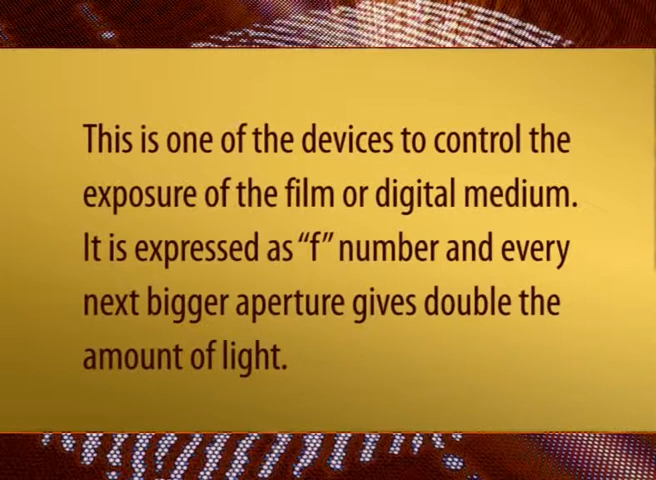 This is one of the devices to control the
exposure of the film or digital medium.
It is expressed as “f” number and every
next bigger aperture gives double the
amount of light.